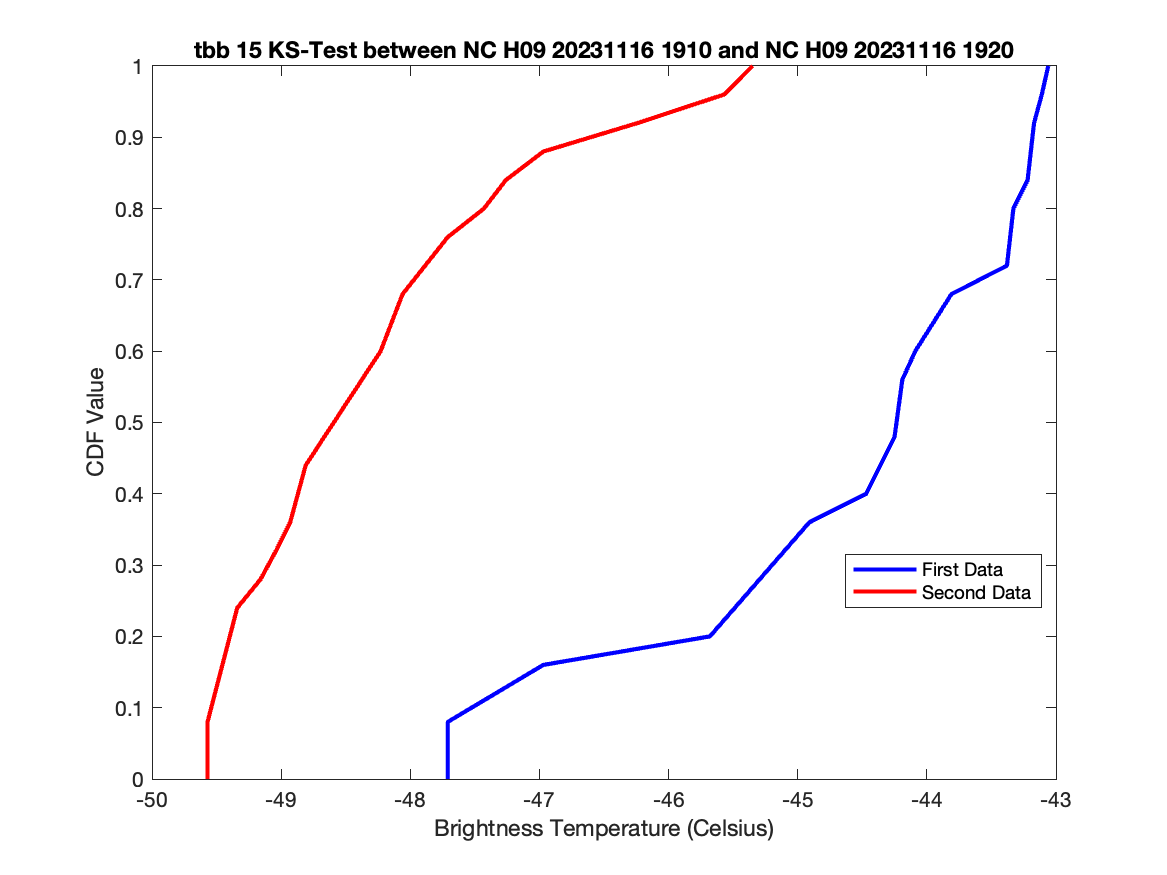 tbb 15 KS-Test between NC H09 20231116 1910 and NC H09 20231116 1920
1
0.9
0.8
0.7
0.6
0.5
0.4
0.3
0.2
0.1
0
CDF Value
First Data
Second Data
-50 -49 -48 -47 -46 -45 -44 -43
Brightness Temperature (Celsius)